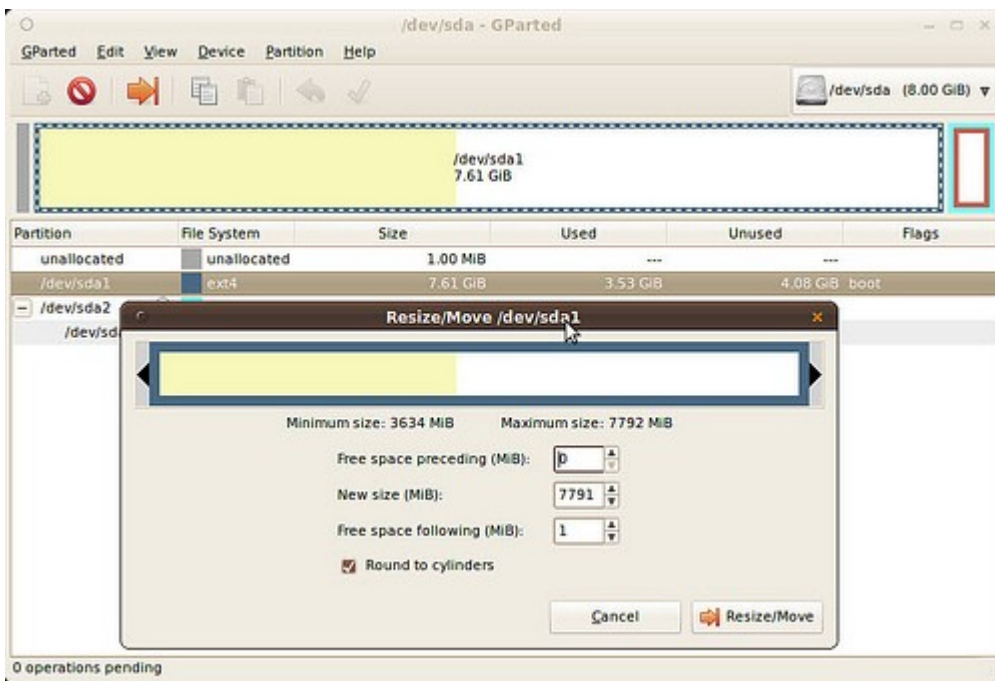 /dev/sda - GParted
GParted Edit View Device Partition Help
/dev/sda (8.00 GiB)
/dev/sda1
7.61 GiB
Partition File System Size Used Unused Flags
unallocated unallocated 1.00 MiB --- ---
/dev/sda1 ext4 7.61 GiB 3.53 GiB 4.08 GiB boot
/dev/sda2
Resize/Move /dev/sda1
Minimum size: 3634 MiB Maximum size: 7792 MiB
Free space preceding (MiB): 0
New size (MiB): 7791
Free space following (MiB): 1
Round to cylinders
Cancel Resize/Move
0 operations pending